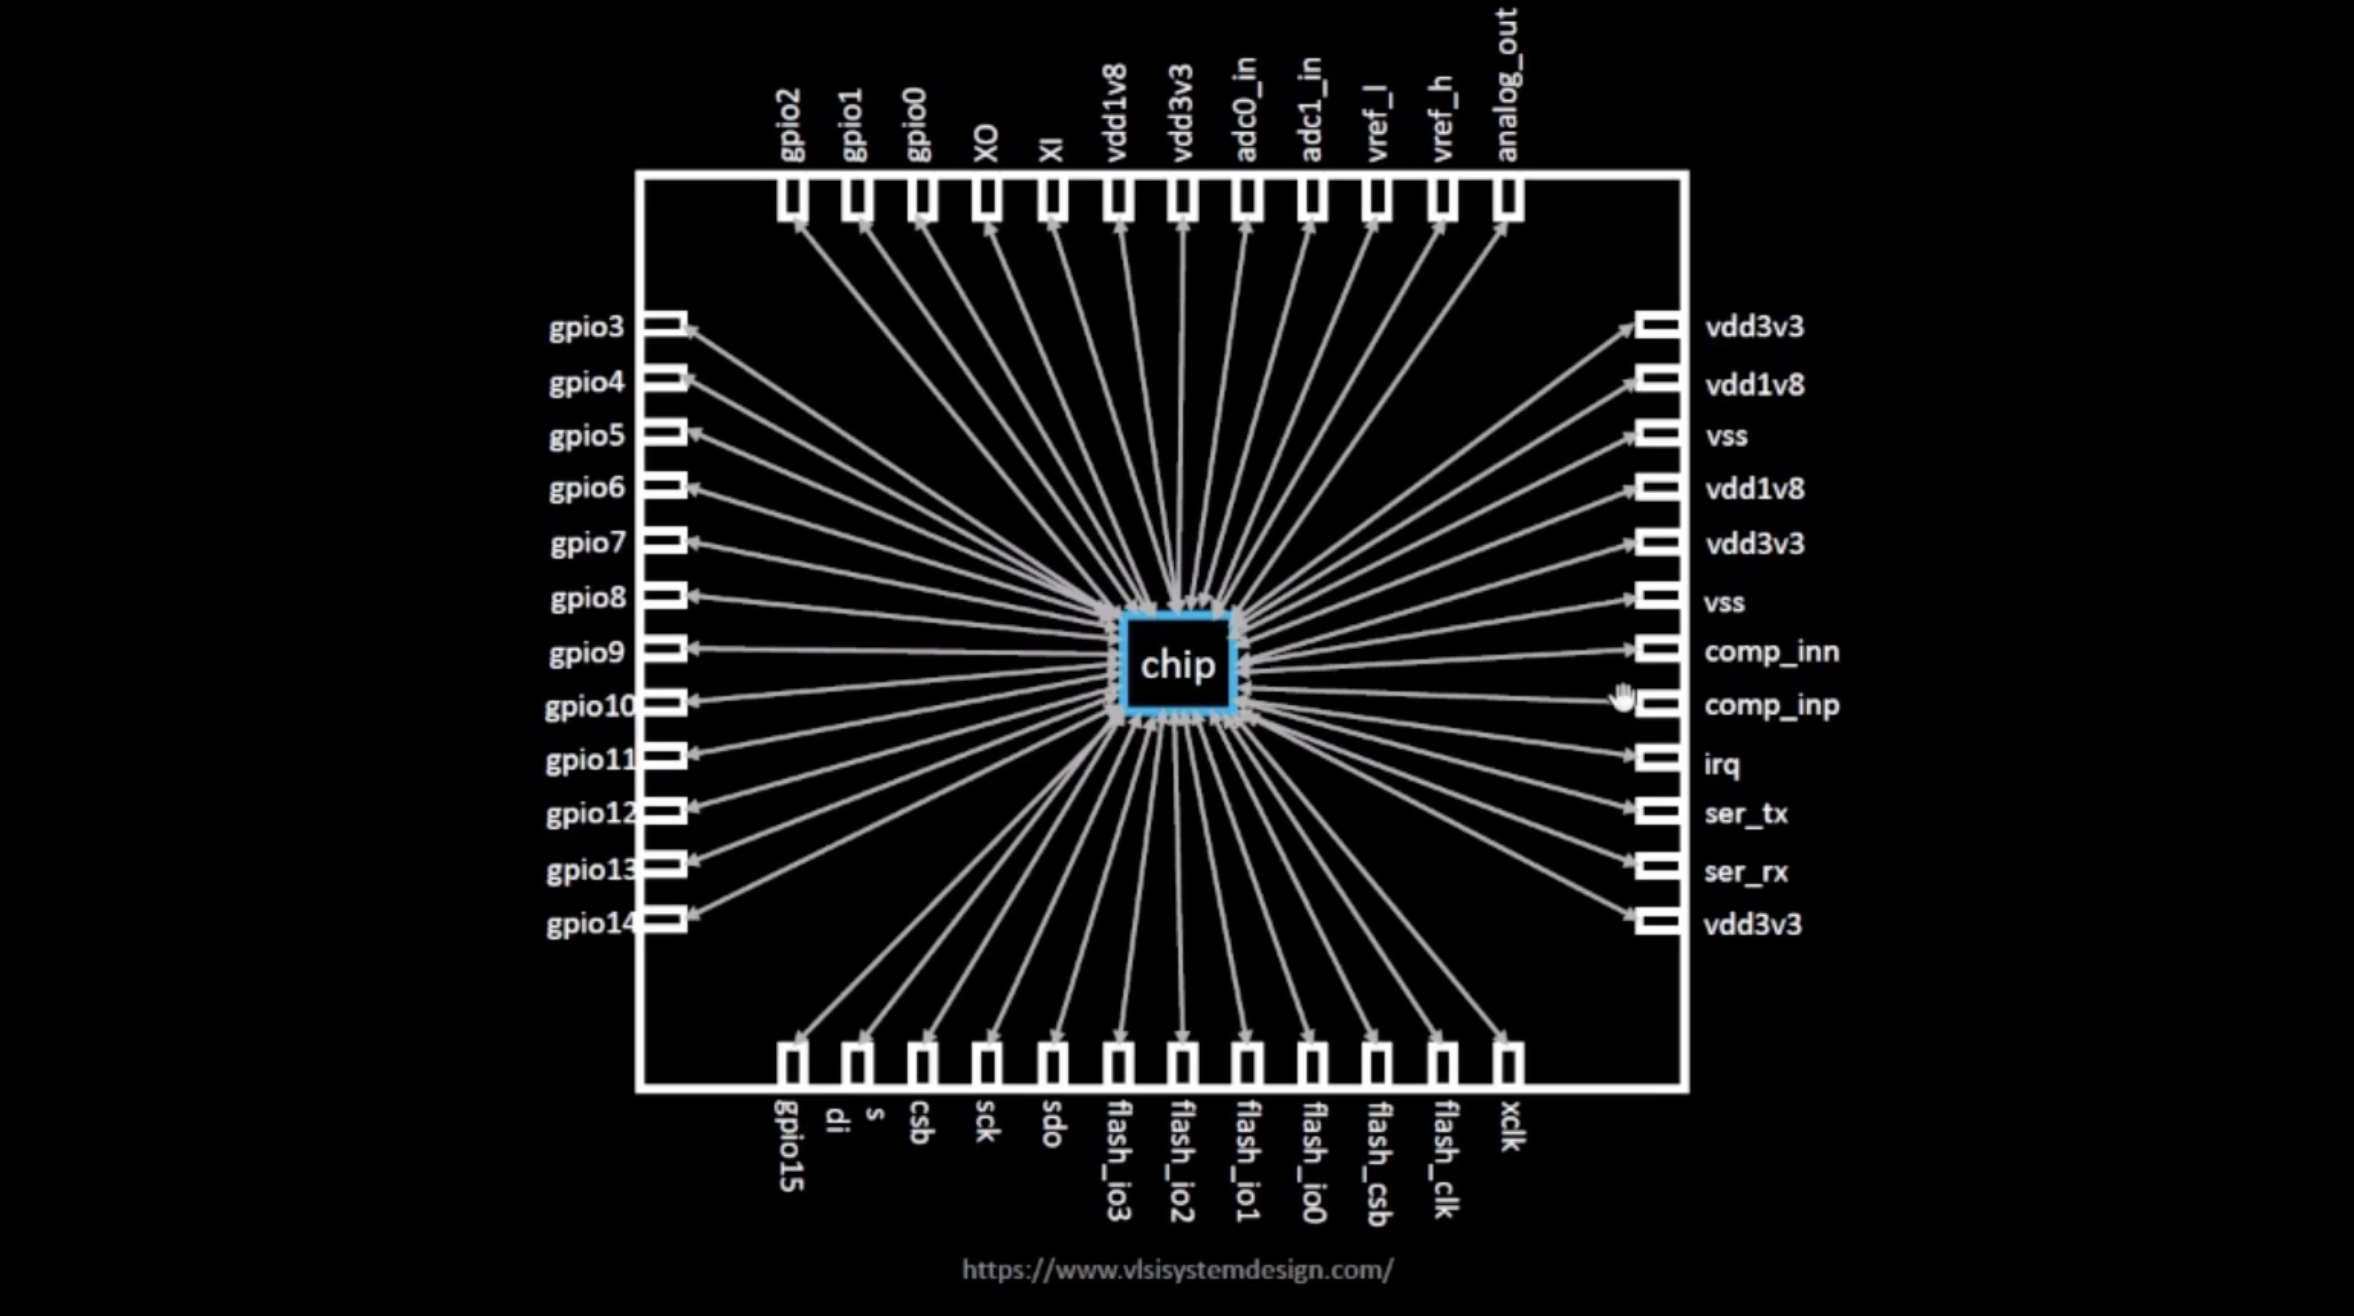 gpio2
gpio1
gpio0
XO
XI
vdd1v8
vdd3v3
adc0_in
adc1_in
vref_l
vref_h
analog_out
gpio3
gpio4
gpio5
gpio6
gpio7
gpio8
gpio9
gpio10
gpio11
gpio12
gpio13
gpio14
chip
vdd3v3
vdd1v8
vss
vdd1v8
vdd3v3
vss
comp_inn
comp_inp
irq
ser_tx
ser_rx
vdd3v3
gpio15
s
di
csb
sck
sdo
flash_io3
flash_io2
flash_io1
flash_io0
flash_csb
flash_clk
xclk
https://www.vlsisystemdesign.com/